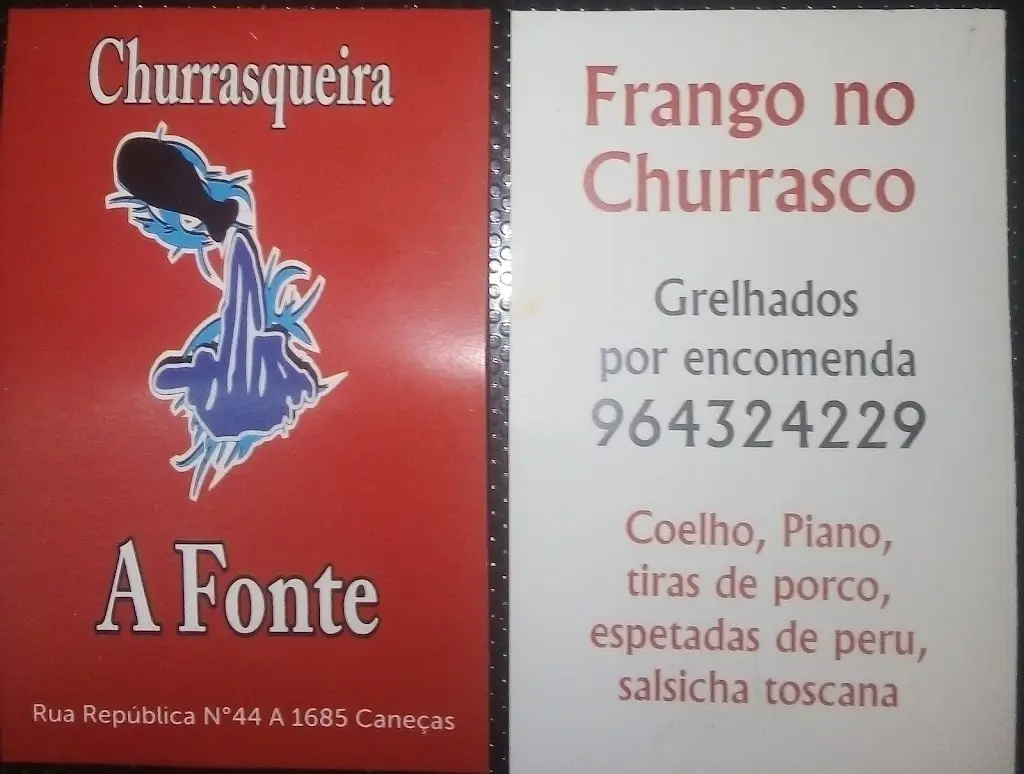 Churrasqueira
A Fonte
Rua República N°44 A 1685 Caneças
Frango no
Churrasco
Grelhados
por encomenda
964324229
Coelho, Piano,
tiras de porco,
espetadas de peru,
salsicha toscana